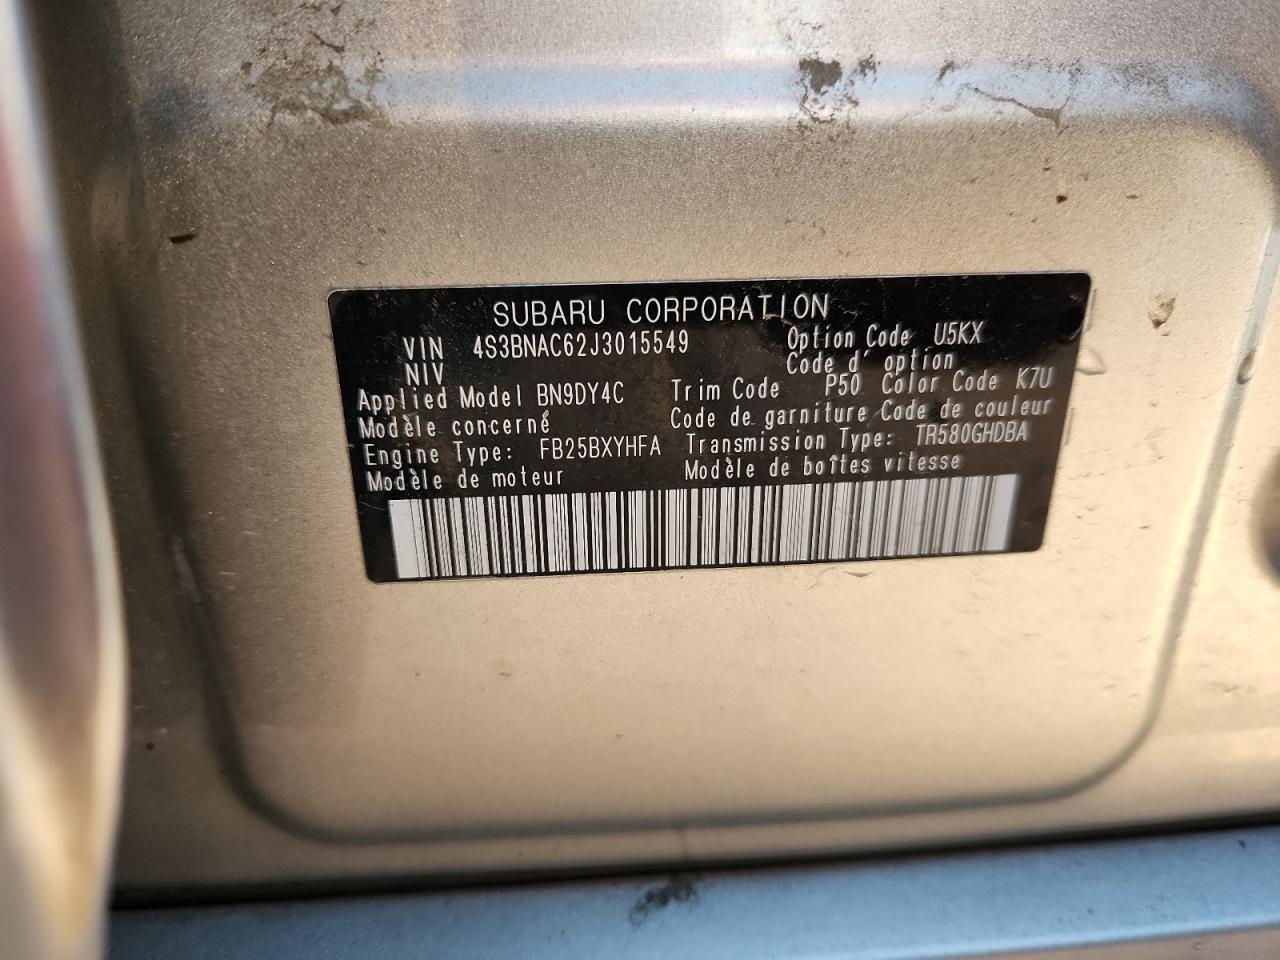 SUBARU CORPORATION
VIN 4S3BNAC62J3015549 Option Code U5KX
NIV Code d' option
Applied Model BN9DY4C Trim Code P50 Color Code K7U
Modèle concerné Code de garniture Code de couleur
Engine Type: FB25BXYHFA Transmission Type: TR580GHDBA
Modèle de moteur Modèle de boîtes vitesse